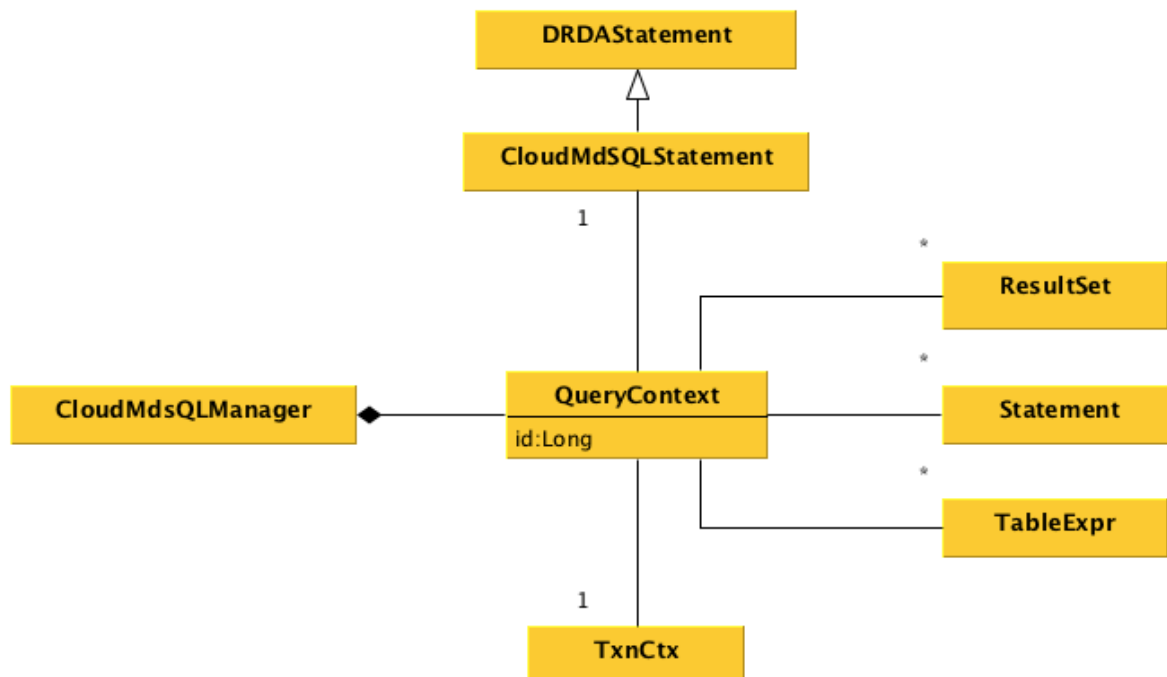 DRDAStatement
CloudMdSQLStatement
1
*
ResultSet
*
CloudMdsQLManager
QueryContext
Statement
id:Long
*
TableExpr
1
TxnCtx